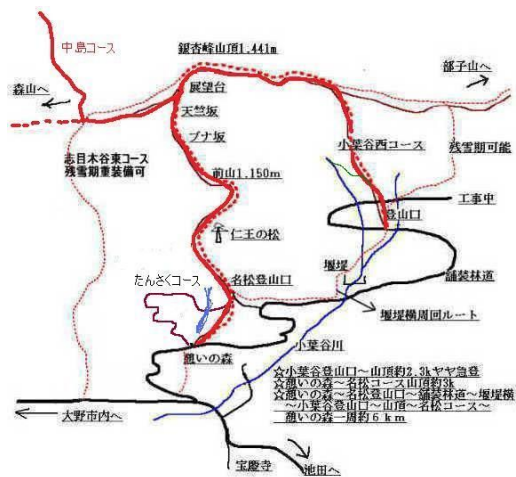 中島コース
銀杏峰山頂1,441m
部子山へ
森山へ
展望台
天竺坂
ブナ坂
小葉谷西コース
残雪期可能
志目木谷東コース
残雪期重装備可
前山1,150m
工事中
登山口
仁王の松
堰堤
舗装林道
たんさくコース
名松登山口
堰堤横周回ルート
小葉谷川
憩いの森
☆小葉谷登山口～山頂約2.3kヤヤ急登
☆憩いの森～名松コース山頂約3k
☆憩いの森～名松登山口～舗装林道～堰堤横
～小葉谷登山口～山頂～名松コース～
憩いの森一周約6km
大野市内へ
宝慶寺
池田へ